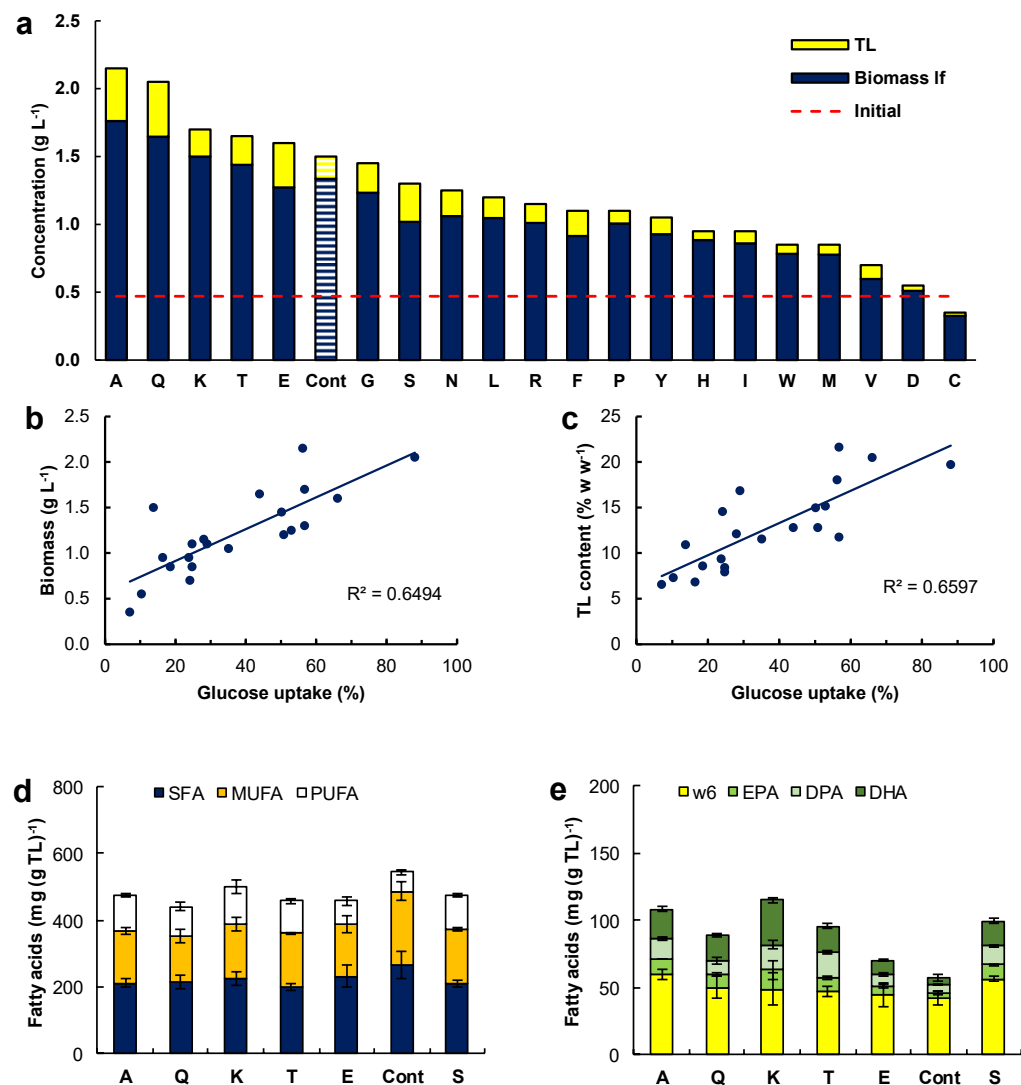 a
2.5
2.0
1.5
1.0
0.5
0.0
Concentration (g L⁻¹)
TL
Biomass lf
Initial
A Q K T E Cont G S N L R F P Y H I W M V D C
b
2.5
2.0
1.5
1.0
0.5
0.0
Biomass (g L⁻¹)
R² = 0.6494
0 20 40 60 80 100
Glucose uptake (%)
c
25
20
15
10
5
0
TL content (% w w⁻¹)
R² = 0.6597
0 20 40 60 80 100
Glucose uptake (%)
d
800
600
400
200
0
Fatty acids (mg (g TL)⁻¹)
SFA MUFA PUFA
A Q K T E Cont S
e
200
150
100
50
0
Fatty acids (mg (g TL)⁻¹)
w6 EPA DPA DHA
A Q K T E Cont S